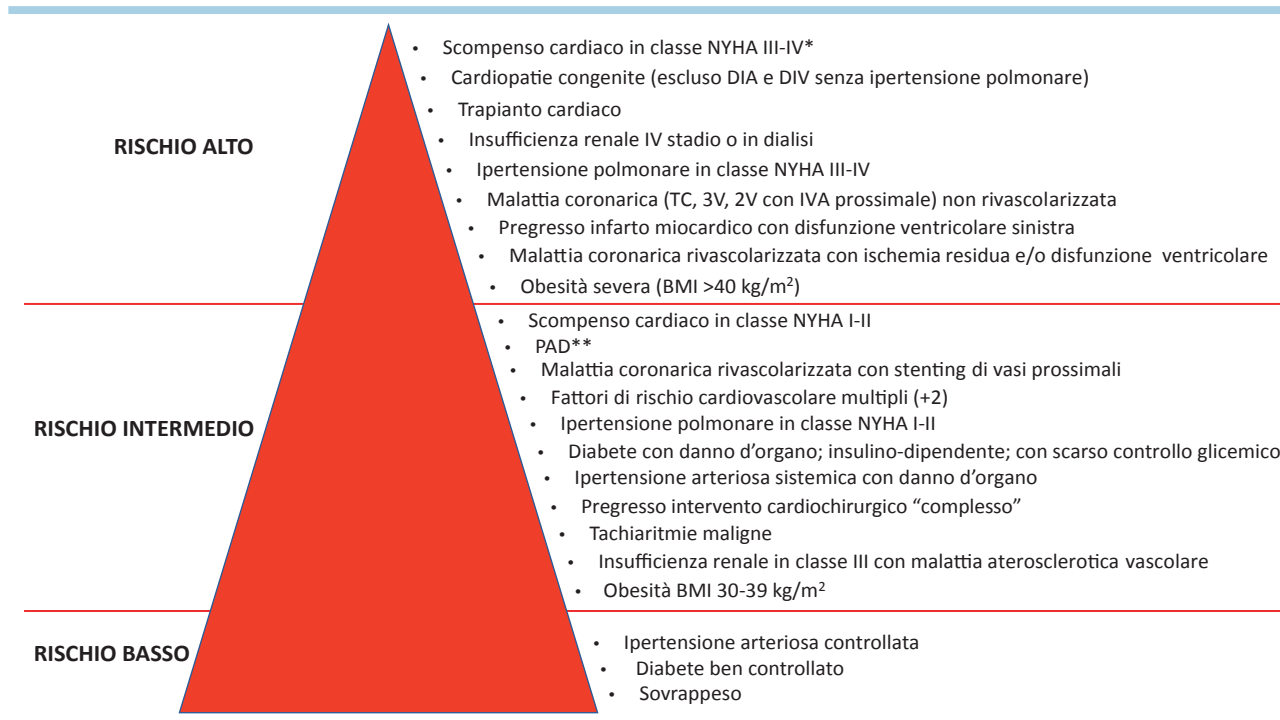 RISCHIO ALTO
• Scompenso cardiaco in classe NYHA III-IV*
• Cardiopatie congenite (escluso DIA e DIV senza ipertensione polmonare)
• Trapianto cardiaco
• Insufficienza renale IV stadio o in dialisi
• Ipertensione polmonare in classe NYHA III-IV
• Malattia coronarica (TC, 3V, 2V con IVA prossimale) non rivascolarizzata
• Pregresso infarto miocardico con disfunzione ventricolare sinistra
• Malattia coronarica rivascolarizzata con ischemia residua e/o disfunzione ventricolare
• Obesità severa (BMI >40 kg/m²)
RISCHIO INTERMEDIO
• Scompenso cardiaco in classe NYHA I-II
• PAD**
• Malattia coronarica rivascolarizzata con stenting di vasi prossimali
• Fattori di rischio cardiovascolare multipli (+2)
• Ipertensione polmonare in classe NYHA I-II
• Diabete con danno d’organo; insulino-dipendente; con scarso controllo glicemico
• Ipertensione arteriosa sistemica con danno d’organo
• Pregresso intervento cardiochirurgico “complesso”
• Tachiaritmie maligne
• Insufficienza renale in classe III con malattia aterosclerotica vascolare
• Obesità BMI 30-39 kg/m²
RISCHIO BASSO
• Ipertensione arteriosa controllata
• Diabete ben controllato
• Sovrappeso